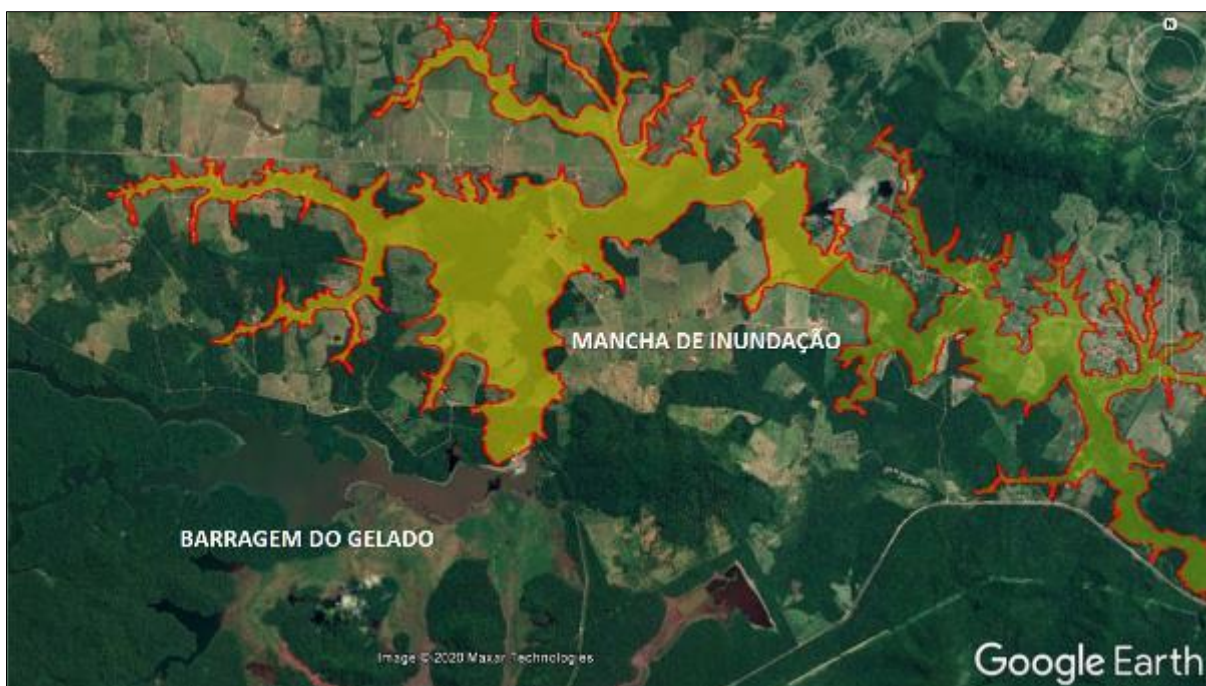 N
MANCHA DE INUNDAÇÃO
BARRAGEM DO GELADO
Image © 2020 Maxar Technologies
Google Earth